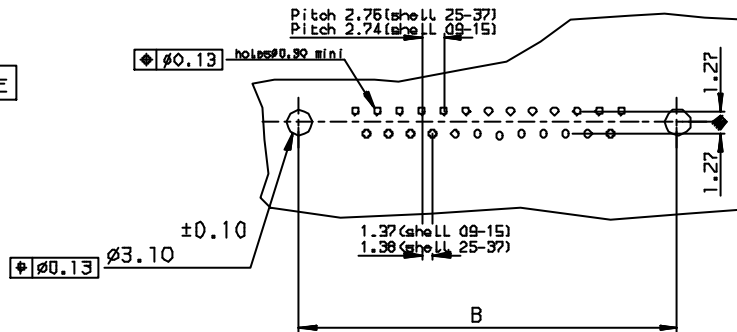 Pitch 2.76(shell 25-37)
Pitch 2.74(shell 09-15)
⌖ ø0.13 holesø0.90 mini
E
1.27
1.27
±0.10
ø3.10
⌖ ø0.13
1.37(shell 09-15)
1.38(shell 25-37)
B